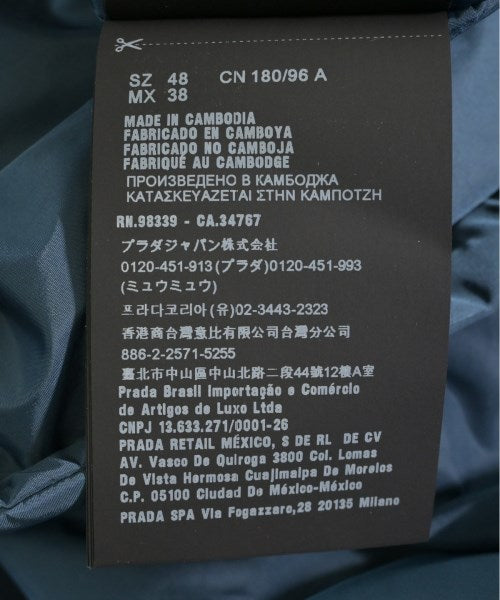 SZ 48 CN 180/96 A
MX 38
MADE IN CAMBODIA
FABRICADO EN CAMBOYA
FABRICADO NO CAMBOJA
FABRIQUÉ AU CAMBODGE
ПРОИЗВЕДЕНО В КАМБОДЖА
ΚΑΤΑΣΚΕΥΑΖΕΤΑΙ ΣΤΗΝ ΚΑΜΠΟΤΖΗ
RN.98339 - CA.34767
プラダジャパン株式会社
0120-451-913(プラダ)0120-451-993
(ミュウミュウ)
프라다코리아(유)02-3443-2323
香港商台灣意比有限公司台灣分公司
886-2-2571-5255
臺北市中山區中山北路二段44號12樓A室
Prada Brasil Importação e Comércio
de Artigos de Luxo Ltda
CNPJ 13.633.271/0001-26
PRADA RETAIL MÉXICO, S DE RL DE CV
AV. Vasco De Quiroga 3800 Col. Lomas
De Vista Hermosa Cuajimalpa De Morelos
C.P. 05100 Ciudad De México-México
PRADA SPA Via Fogazzaro,28 20135 Milano